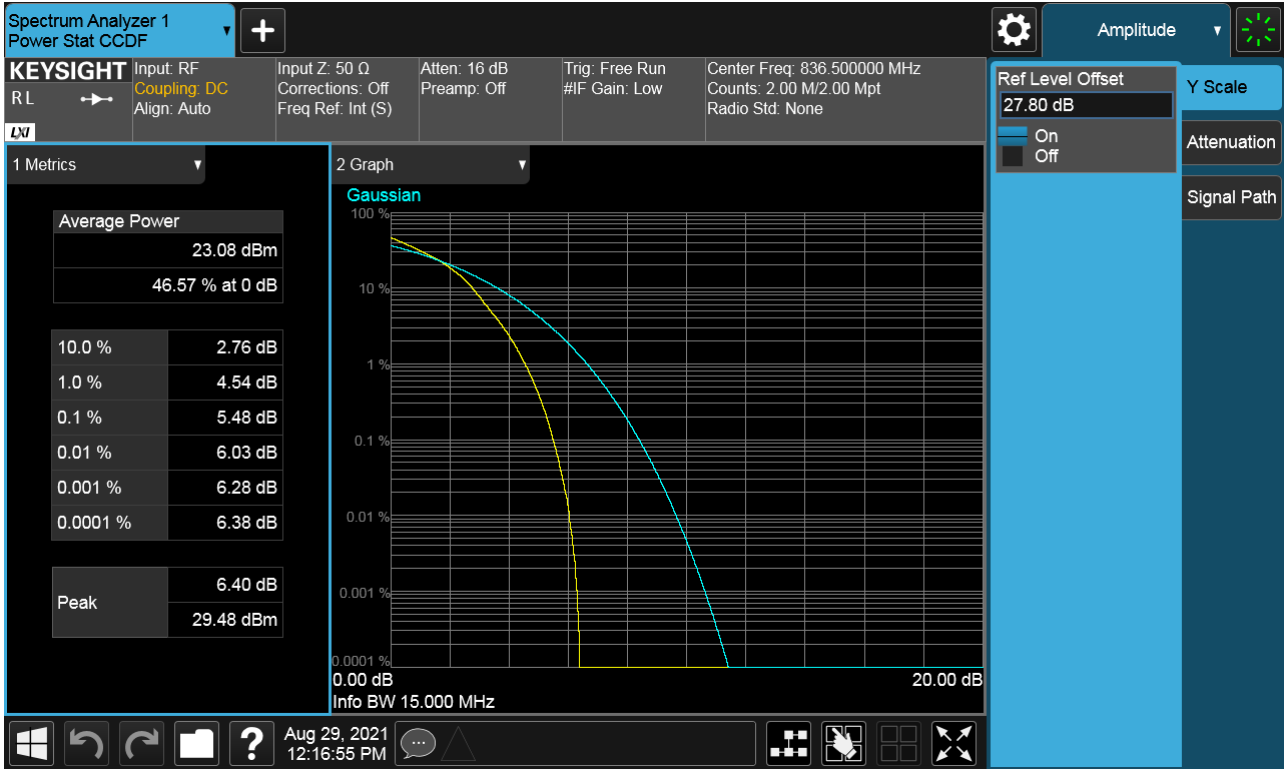 Spectrum Analyzer 1
Power Stat CCDF
Amplitude
KEYSIGHT
R L
LXI
Input: RF
Coupling: DC
Align: Auto
Input Z: 50 Ω
Corrections: Off
Freq Ref: Int (S)
Atten: 16 dB
Preamp: Off
Trig: Free Run
#IF Gain: Low
Center Freq: 836.500000 MHz
Counts: 2.00 M/2.00 Mpt
Radio Std: None
Ref Level Offset
27.80 dB
On
Off
Y Scale
Attenuation
Signal Path
1 Metrics
Average Power
23.08 dBm
46.57 % at 0 dB
10.0 % 2.76 dB
1.0 % 4.54 dB
0.1 % 5.48 dB
0.01 % 6.03 dB
0.001 % 6.28 dB
0.0001 % 6.38 dB
Peak
6.40 dB
29.48 dBm
2 Graph
Gaussian
100 %
10 %
1 %
0.1 %
0.01 %
0.001 %
0.0001 %
0.00 dB 20.00 dB
Info BW 15.000 MHz
?
Aug 29, 2021
12:16:55 PM